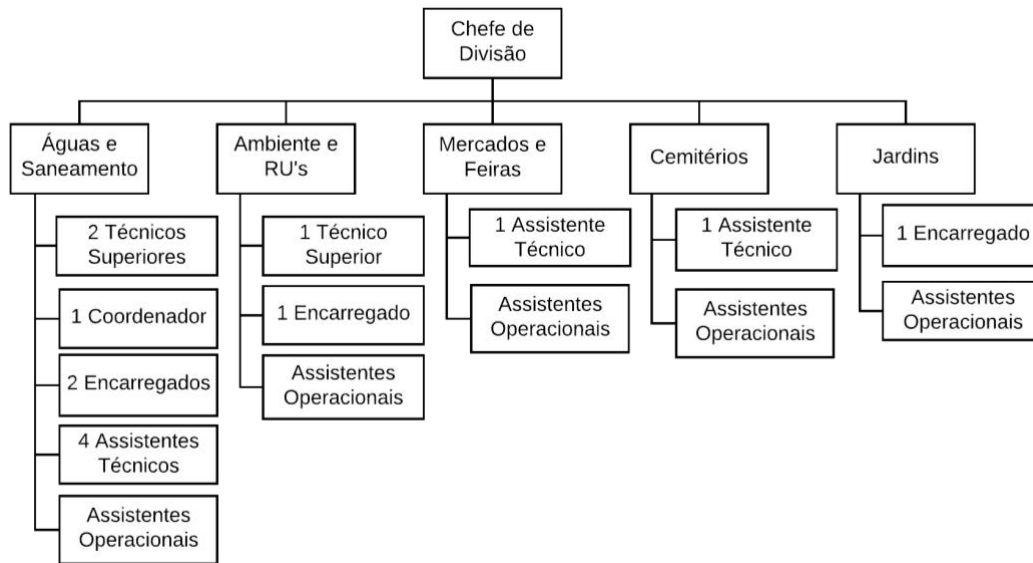 Chefe de
Divisão
Águas e
Saneamento
2 Técnicos
Superiores
1 Coordenador
2 Encarregados
4 Assistentes
Técnicos
Assistentes
Operacionais
Ambiente e
RU's
1 Técnico
Superior
1 Encarregado
Assistentes
Operacionais
Mercados e
Feiras
1 Assistente
Técnico
Assistentes
Operacionais
Cemitérios
1 Assistente
Técnico
Assistentes
Operacionais
Jardins
1 Encarregado
Assistentes
Operacionais